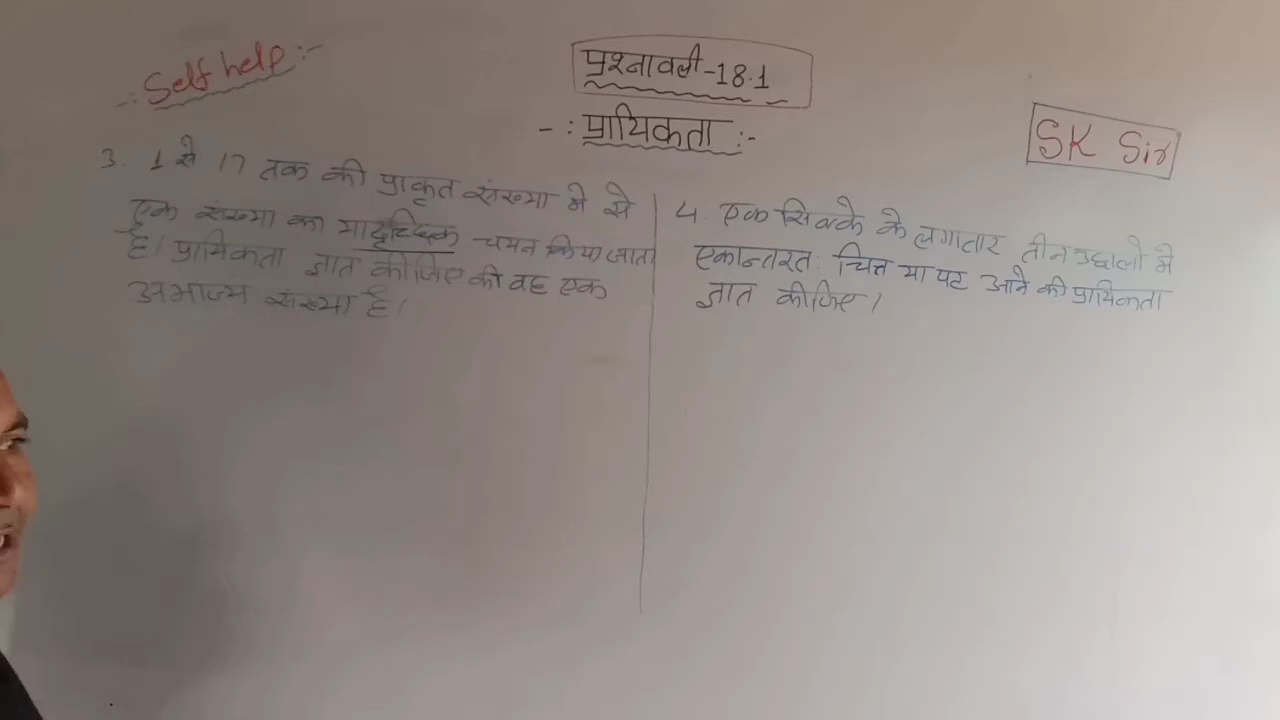 -: Self help :-
प्रश्नावली-18.1
-: प्रायिकता :-
SK Sir
3. 1 से 17 तक की प्राकृत संख्या मे से
एक संख्या का यादृच्छिक चयन किया जाता
है। प्रायिकता ज्ञात कीजिए की वह एक
अभाज्य संख्या है।
4. एक सिक्के के लगातार तीन उछालो मे
एकान्तरत: चित्त या पट आने की प्रायिकता
ज्ञात कीजिए।